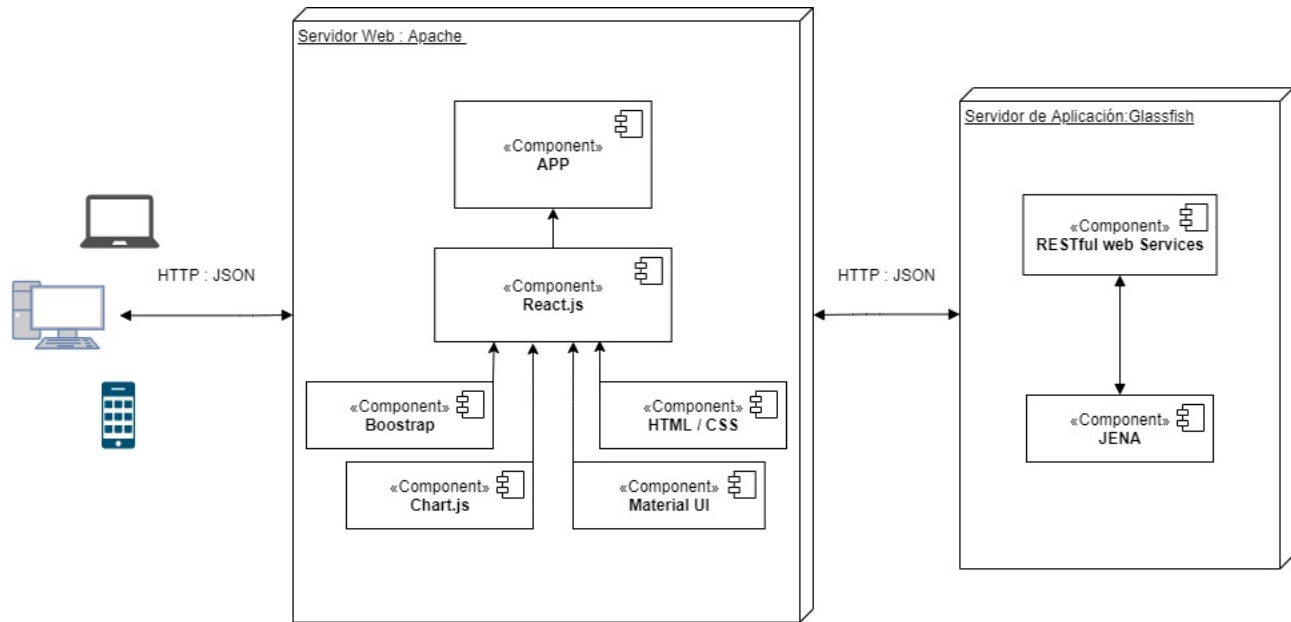 Servidor Web : Apache
Servidor de Aplicación:Glassfish
«Component»
APP
«Component»
RESTful web Services
HTTP : JSON
HTTP : JSON
«Component»
React.js
«Component»
Boostrap
«Component»
HTML / CSS
«Component»
JENA
«Component»
Chart.js
«Component»
Material UI